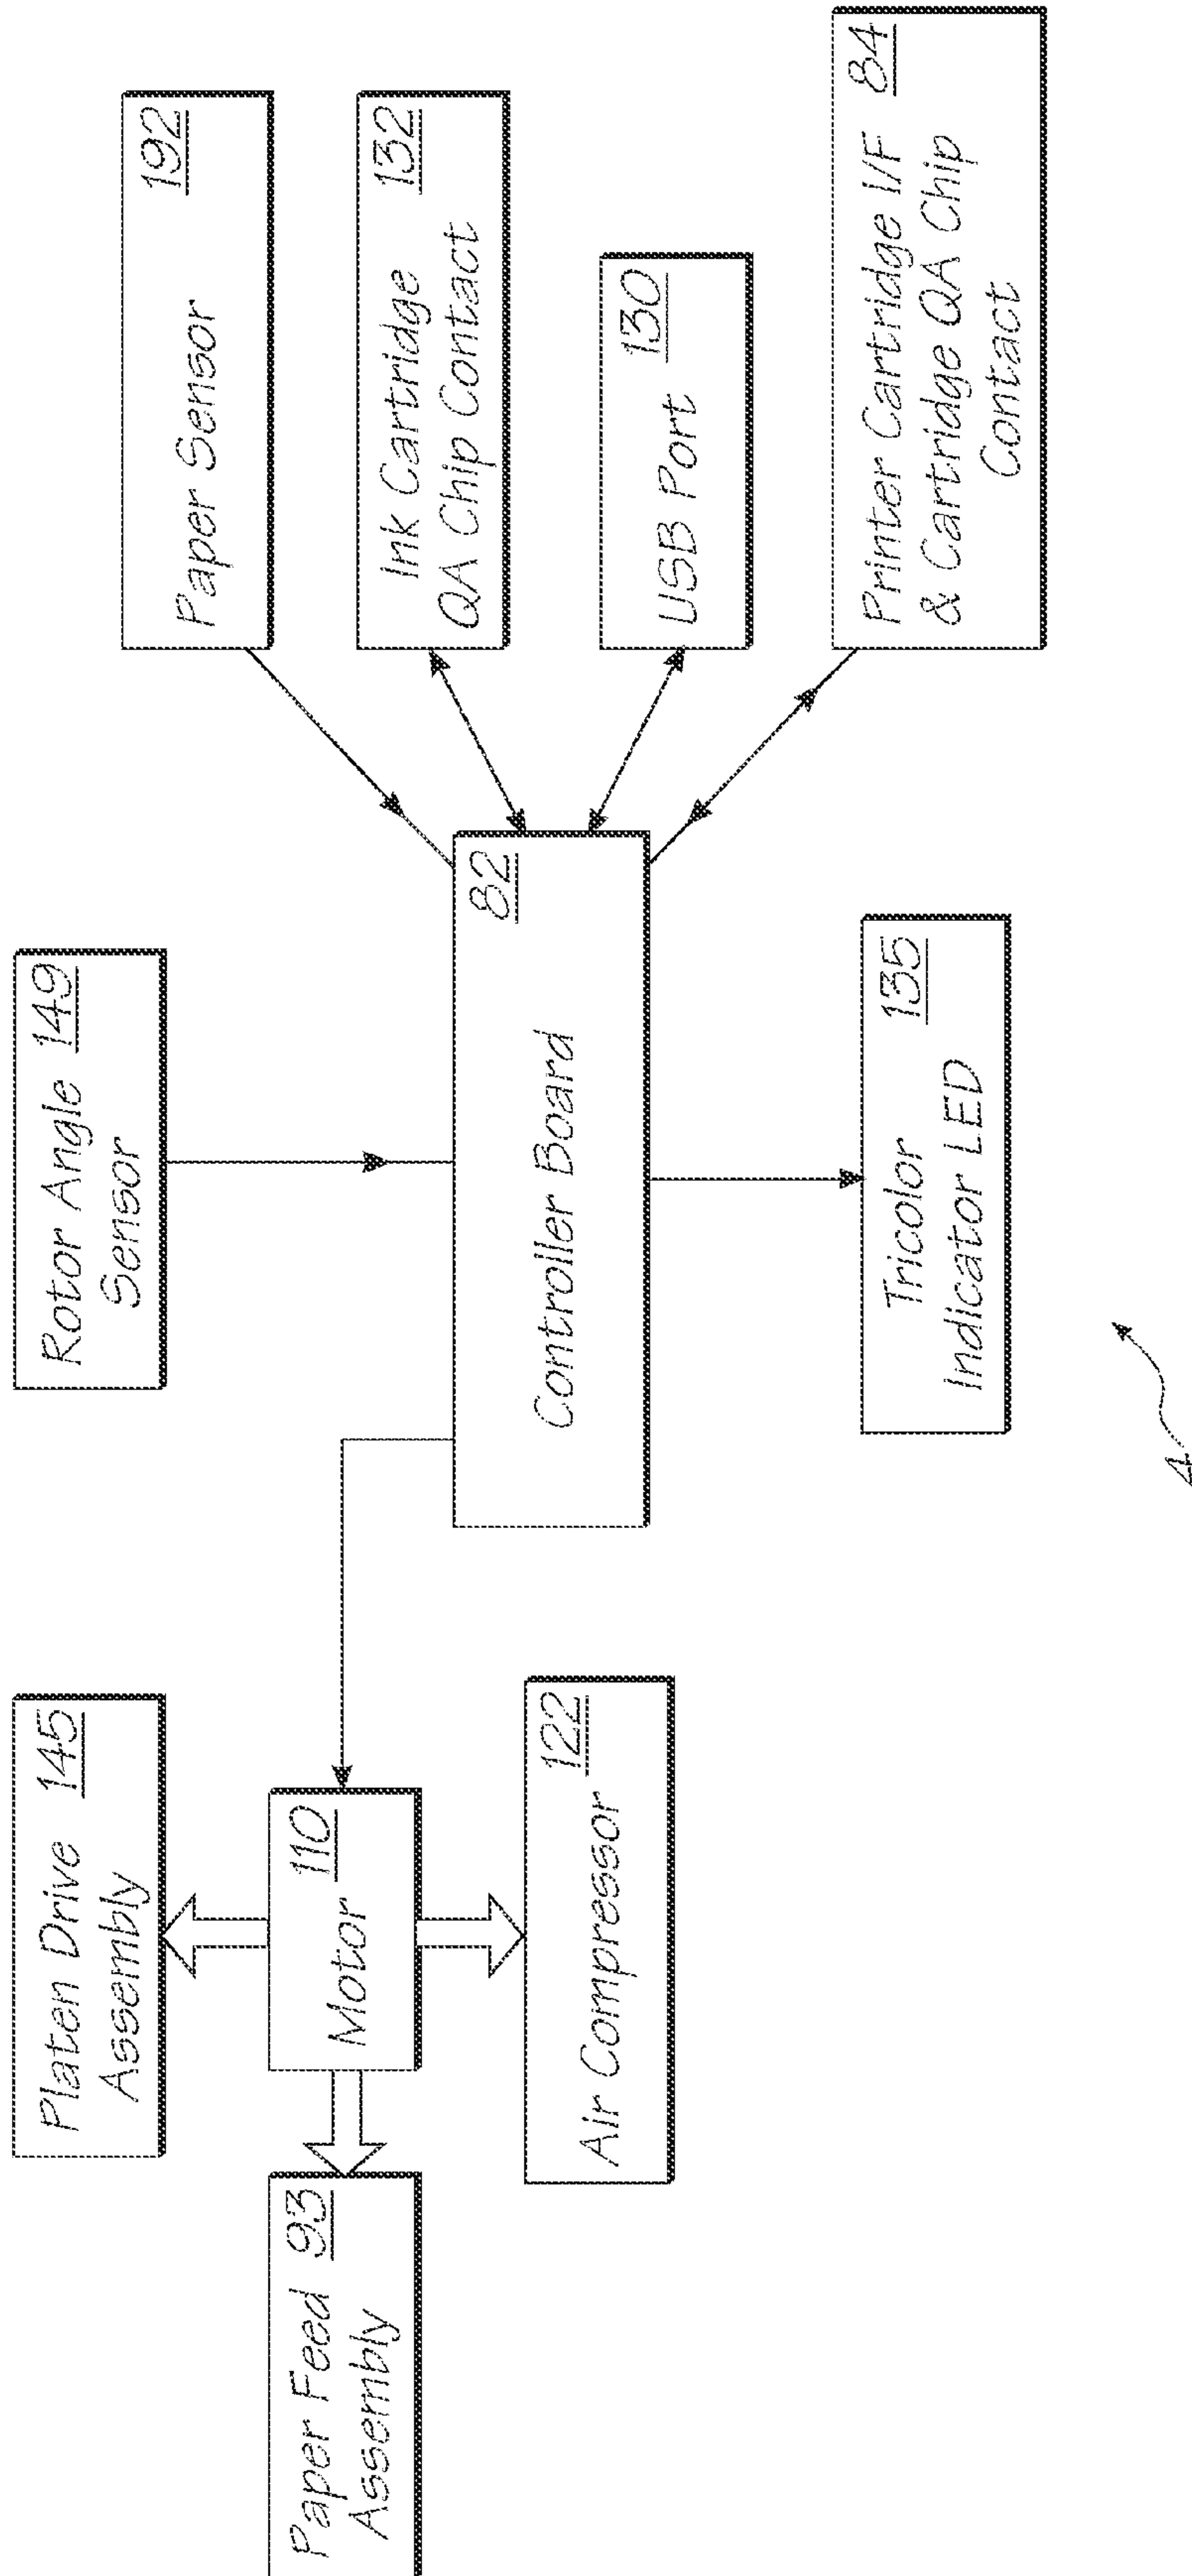 Paper Feed 93
Assembly
Platen Drive 145
Assembly
Motor 110
Air Compressor 122
Rotor Angle 149
Sensor
Controller Board 82
Tricolor 135
Indicator LED
Paper Sensor 192
Ink Cartridge 132
QA Chip Contact
USB Port 130
Printer Cartridge I/F 84
& Cartridge QA Chip
Contact
4